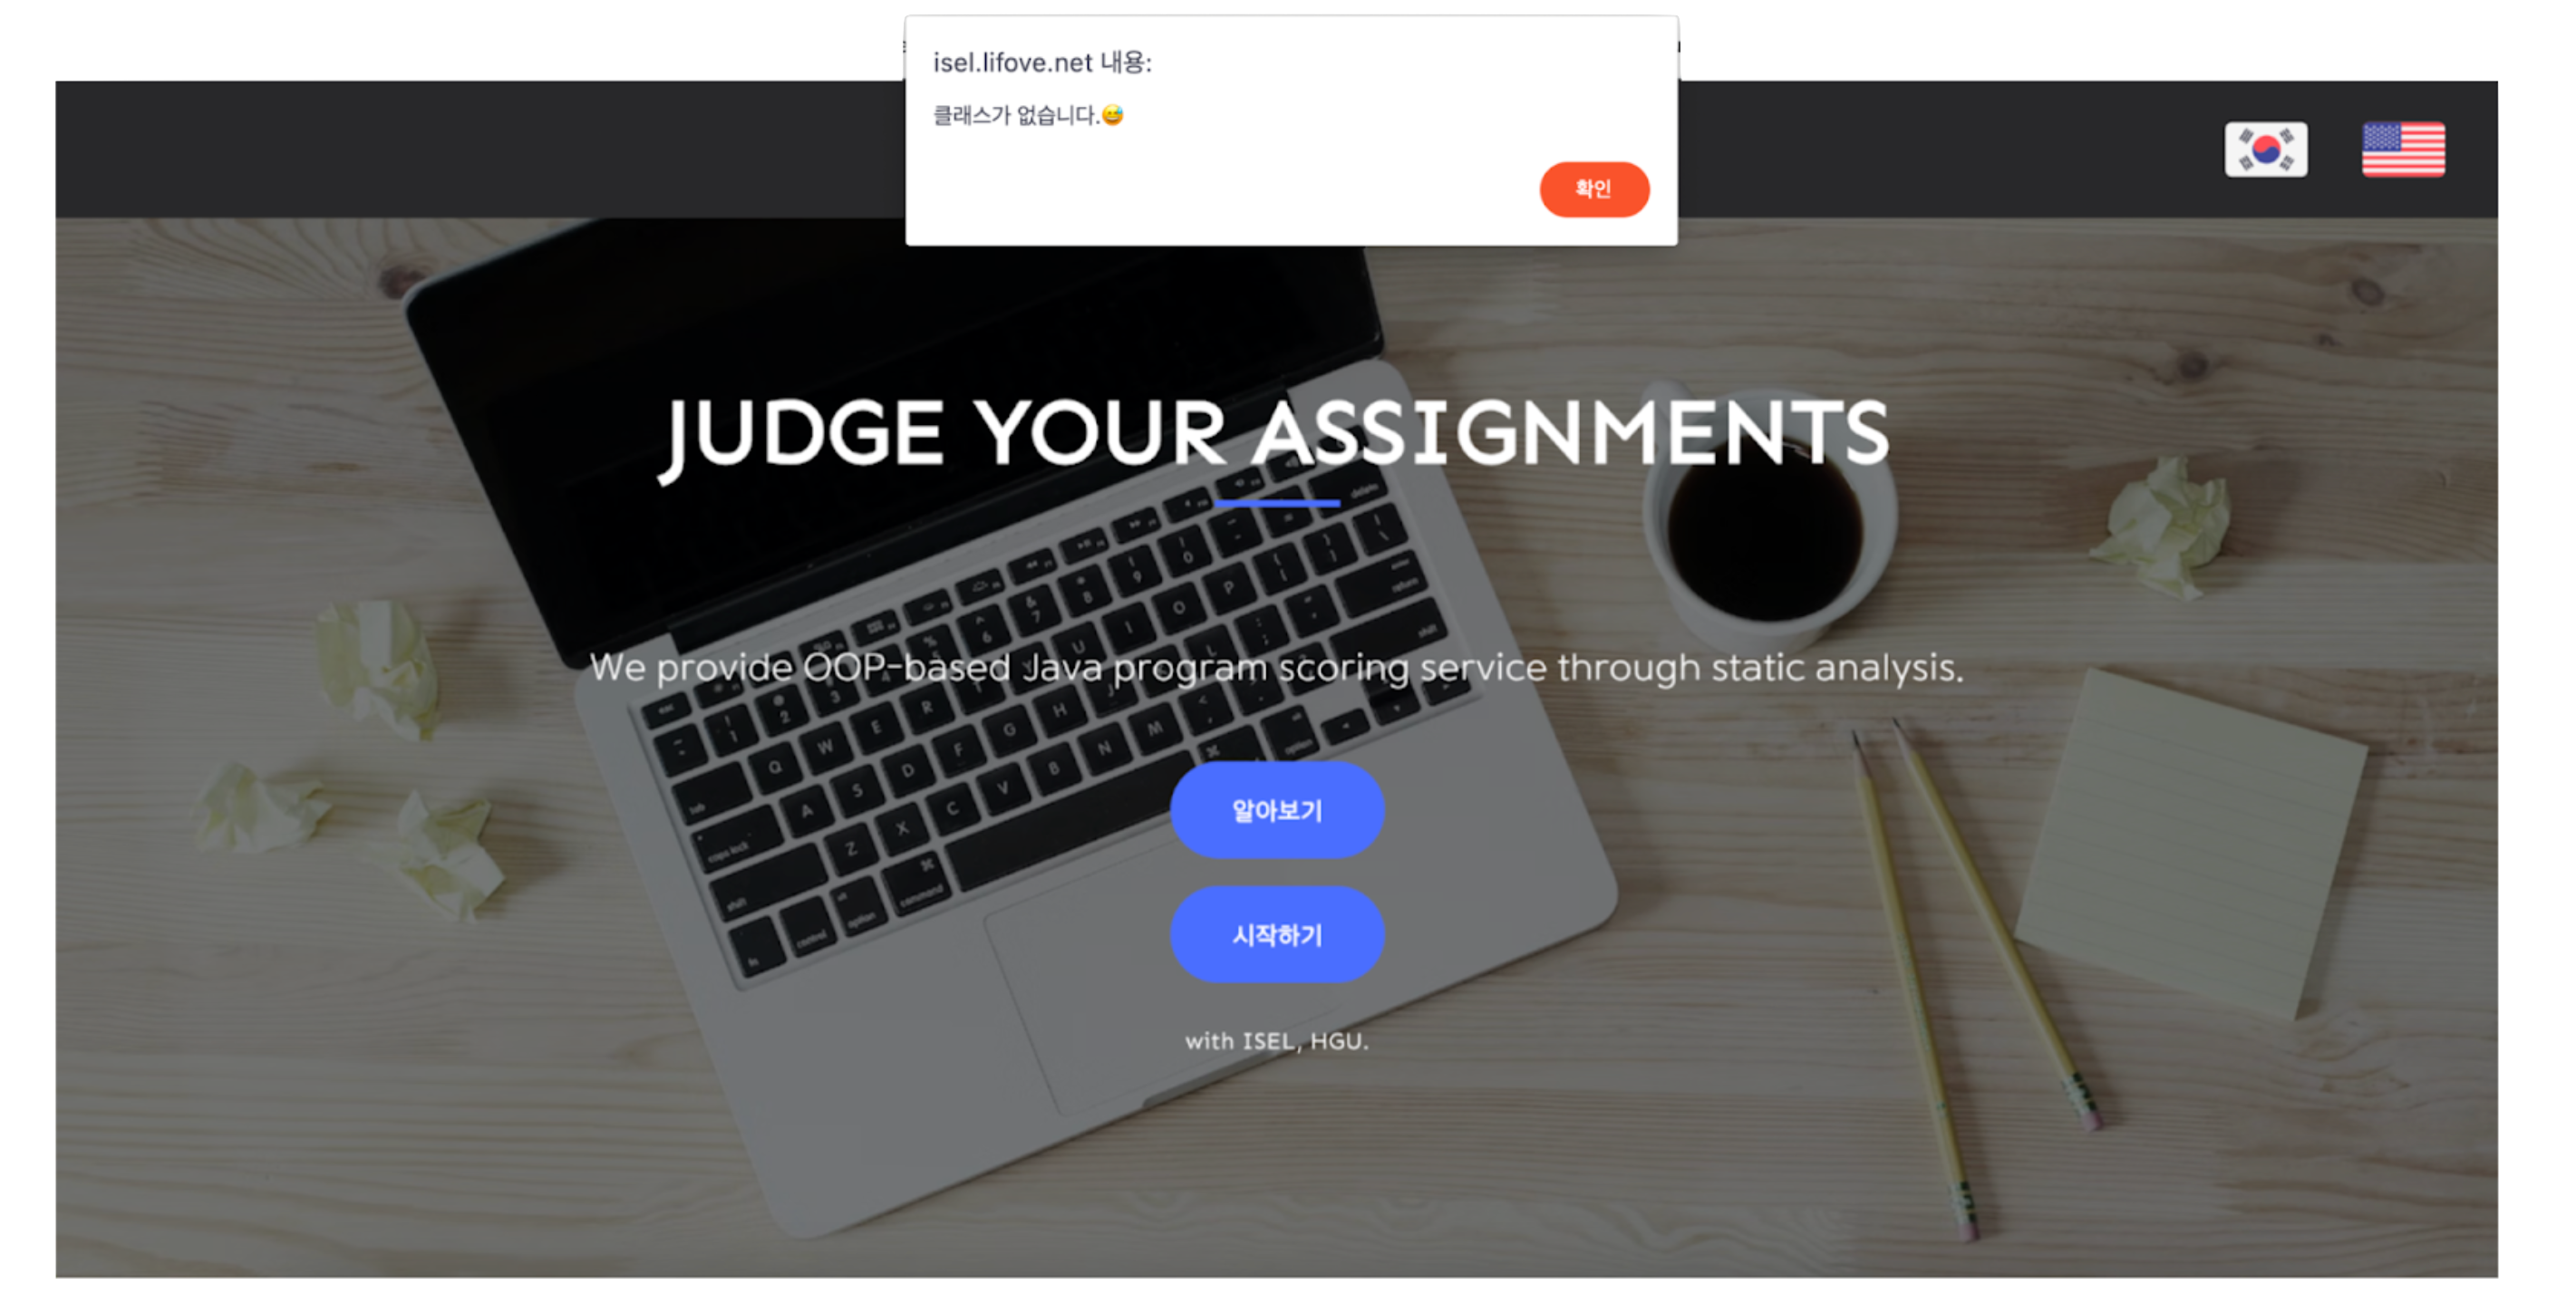 isel.lifove.net 내용:
클래스가 없습니다.😅
확인
JUDGE YOUR ASSIGNMENTS
We provide OOP-based Java program scoring service through static analysis.
알아보기
시작하기
with ISEL, HGU.